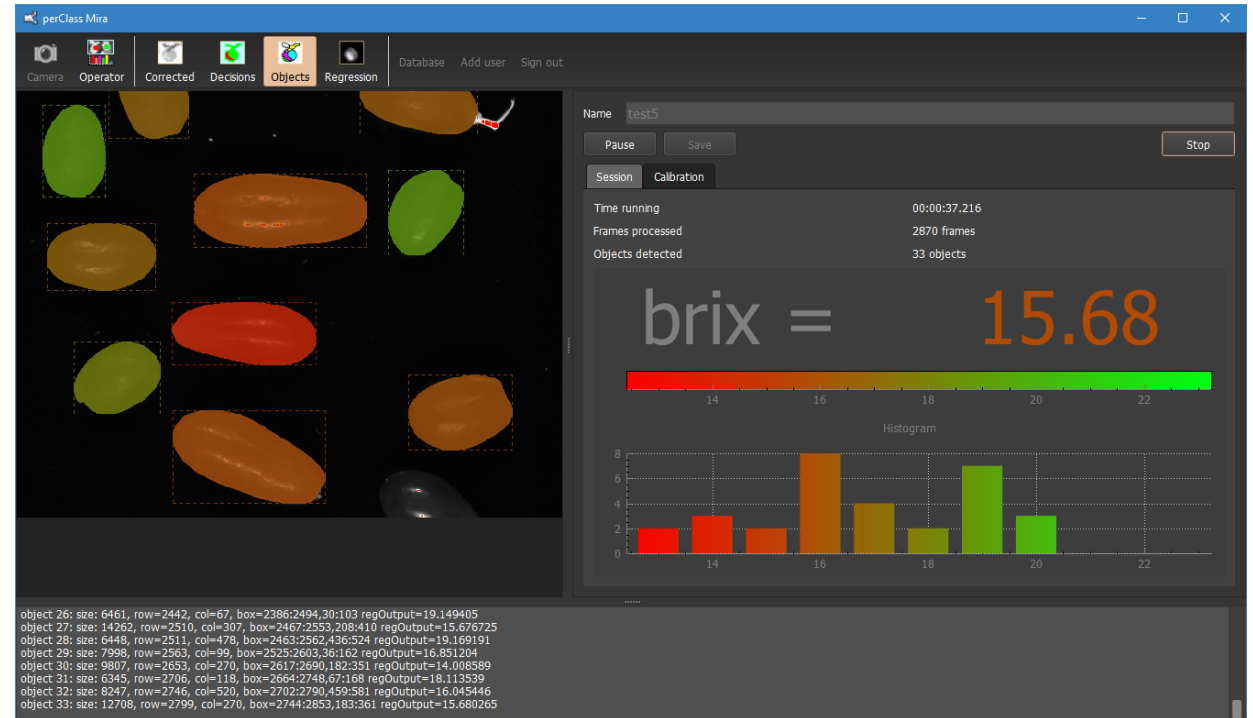 perClass Mira
Camera Operator Corrected Decisions Objects Regression Database Add user Sign out
Name test5
Pause Save Stop
Session Calibration
Time running 00:00:37.216
Frames processed 2870 frames
Objects detected 33 objects
brix = 15.68
14 16 18 20 22
Histogram
8
6
4
2
0
14 16 18 20 22
object 26: size: 6461, row=2442, col=67, box=2386:2494,30:103 regOutput=19.149405
object 27: size: 14262, row=2510, col=307, box=2467:2553,208:410 regOutput=15.676725
object 28: size: 6448, row=2511, col=478, box=2463:2562,436:524 regOutput=19.169191
object 29: size: 7998, row=2563, col=99, box=2525:2603,36:162 regOutput=16.851204
object 30: size: 9807, row=2653, col=270, box=2617:2690,182:351 regOutput=14.008589
object 31: size: 6345, row=2706, col=118, box=2664:2748,67:168 regOutput=18.113539
object 32: size: 8247, row=2746, col=520, box=2702:2790,459:581 regOutput=16.045446
object 33: size: 12708, row=2799, col=270, box=2744:2853,183:361 regOutput=15.680265